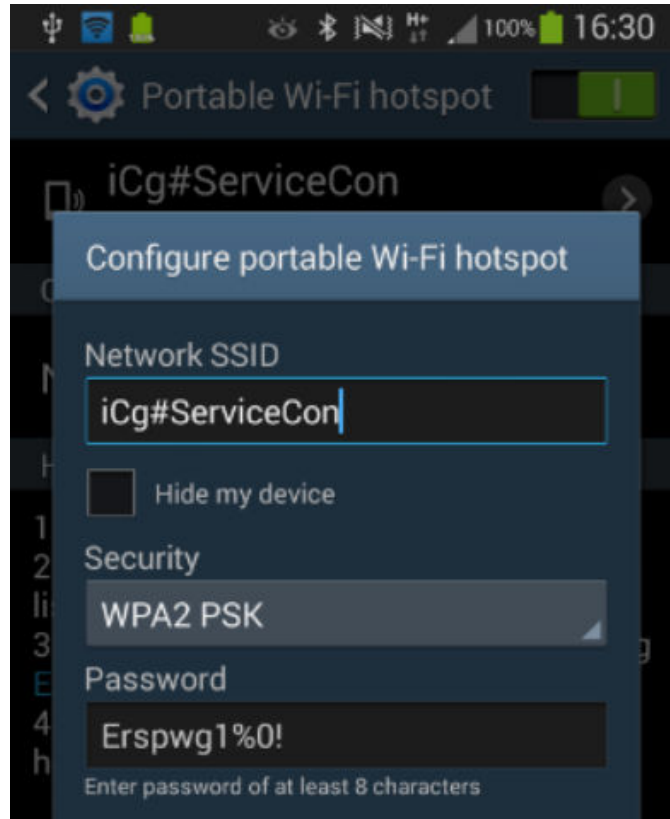 100% 16:30
Portable Wi-Fi hotspot
iCg#ServiceCon
Configure portable Wi-Fi hotspot
Network SSID
iCg#ServiceCon
Hide my device
Security
WPA2 PSK
Password
Erspwg1%0!
Enter password of at least 8 characters